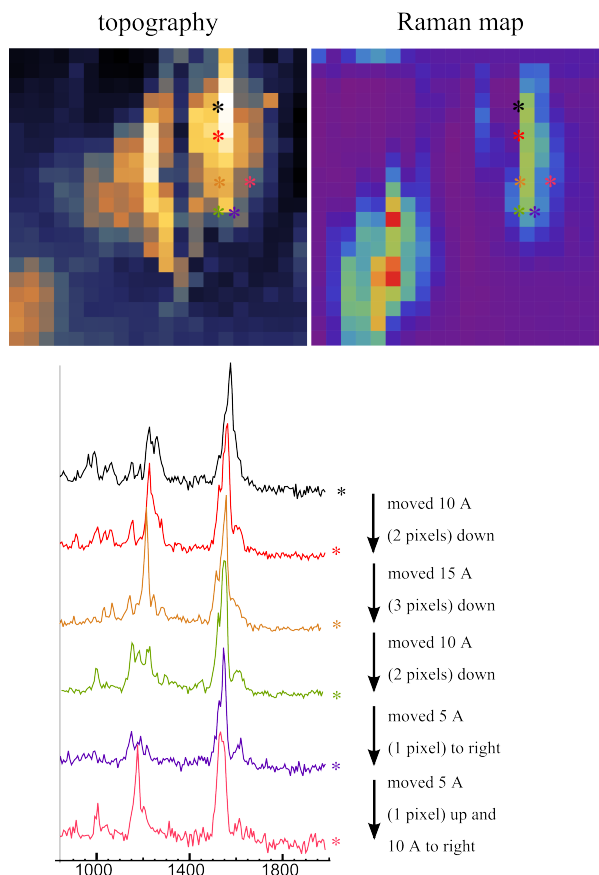 topography
Raman map
*
*
*
*
*
*
*
*
*
*
*
*
*
moved 10 A
(2 pixels) down
*
moved 15 A
(3 pixels) down
*
moved 10 A
(2 pixels) down
*
moved 5 A
(1 pixel) to right
*
moved 5 A
(1 pixel) up and
10 A to right
*
1000 1400 1800